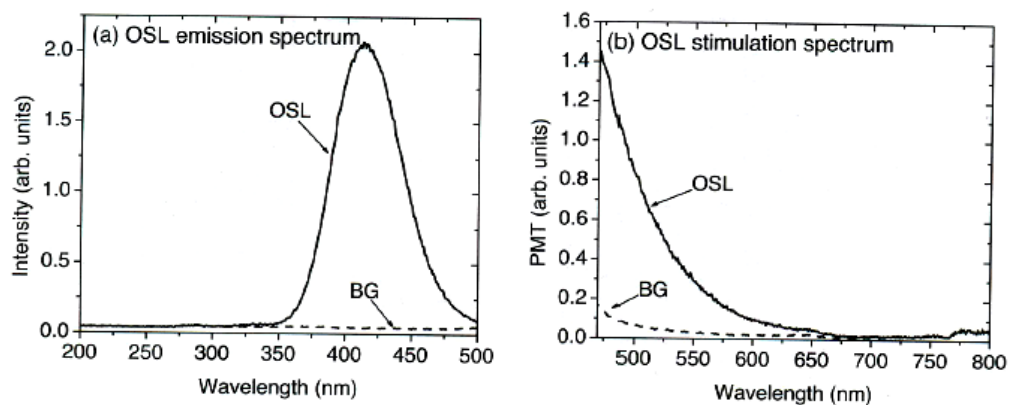 (a) OSL emission spectrum
OSL
BG
2.0
1.5
1.0
0.5
0.0
200 250 300 350 400 450 500
Intensity (arb. units)
Wavelength (nm)
(b) OSL stimulation spectrum
OSL
BG
1.6
1.4
1.2
1.0
0.8
0.6
0.4
0.2
0.0
500 550 600 650 700 750 800
PMT (arb. units)
Wavelength (nm)